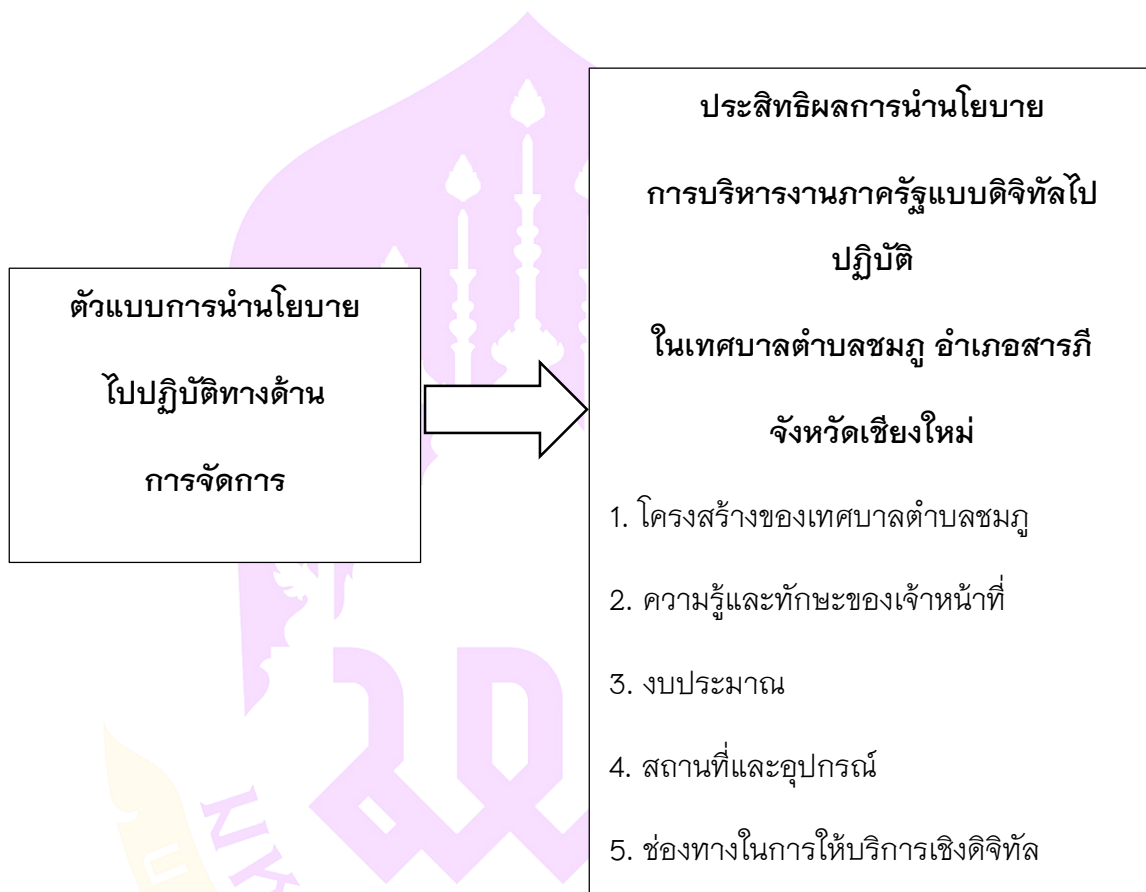 ตัวแบบการนำนโยบาย
ไปปฏิบัติทางด้าน
การจัดการ
ประสิทธิผลการนำนโยบาย
การบริหารงานภาครัฐแบบดิจิทัลไป
ปฏิบัติ
ในเทศบาลตำบลชมภู อำเภอสารภี
จังหวัดเชียงใหม่
1. โครงสร้างของเทศบาลตำบลชมภู
2. ความรู้และทักษะของเจ้าหน้าที่
3. งบประมาณ
4. สถานที่และอุปกรณ์
5. ช่องทางในการให้บริการเชิงดิจิทัล